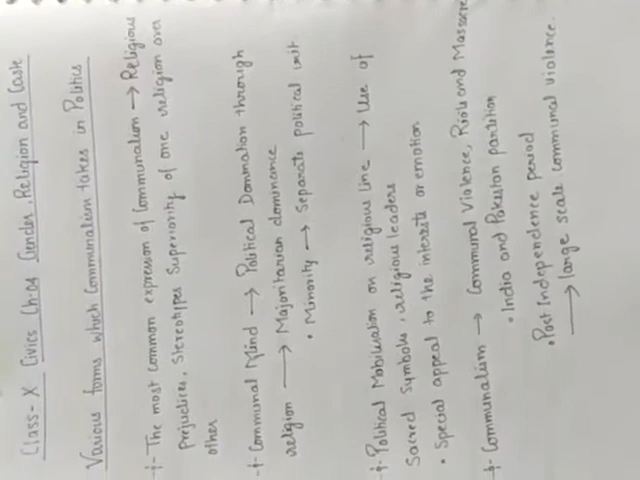 Class-X Civics Ch:04 Gender, Religion and Caste
Various forms which Communalism takes in Politics
-†- The most common expression of Communalism → Religious
Prejudices, Stereotypes Superiority of one religion over
other
-†- Communal Mind → Political Domination through
religion → Majoritarian dominance
• Minority → Separate political unit.
-†- Political Mobilisation on religious line → Use of
Sacred Symbols, religious leaders
• Special appeal to the interests or emotion
-†- Communalism → Communal Violence, Riots and Massacre
• India and Pakistan partition
• Post Independence period
→ large scale communal violence.